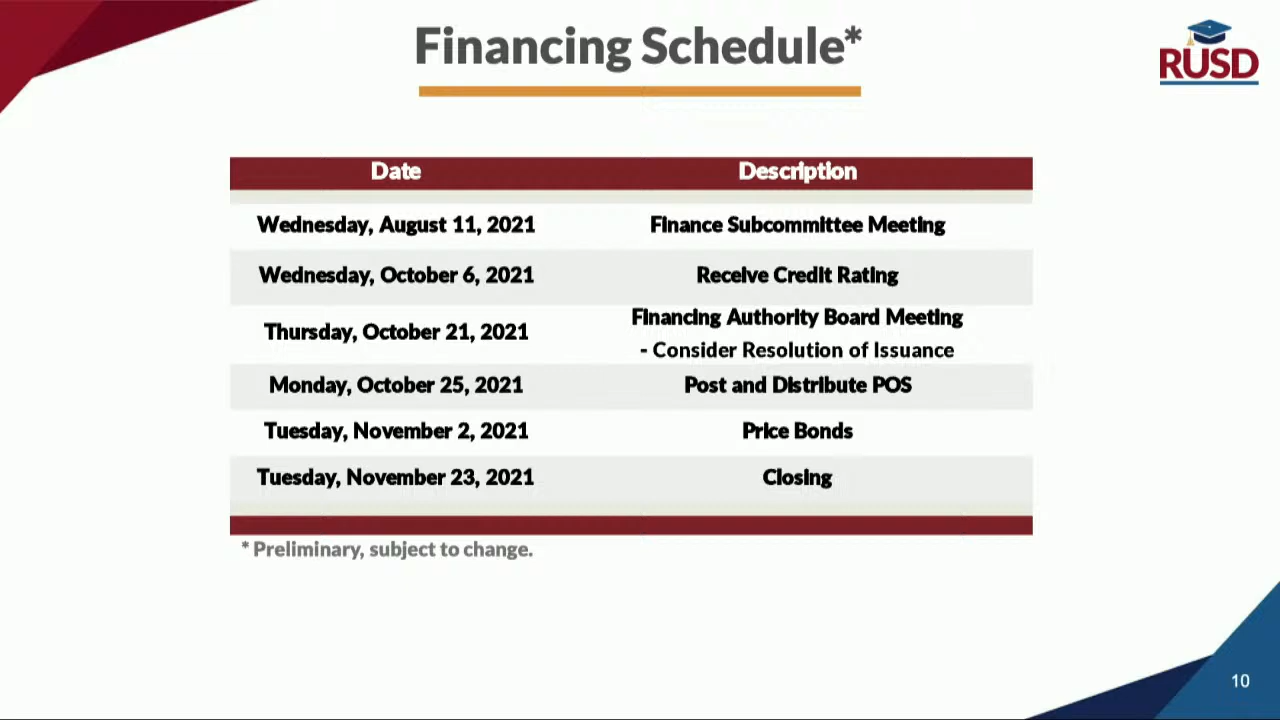 Financing Schedule*
RUSD
Date Description
Wednesday, August 11, 2021 Finance Subcommittee Meeting
Wednesday, October 6, 2021 Receive Credit Rating
Thursday, October 21, 2021 Financing Authority Board Meeting
- Consider Resolution of Issuance
Monday, October 25, 2021 Post and Distribute POS
Tuesday, November 2, 2021 Price Bonds
Tuesday, November 23, 2021 Closing
* Preliminary, subject to change.
10